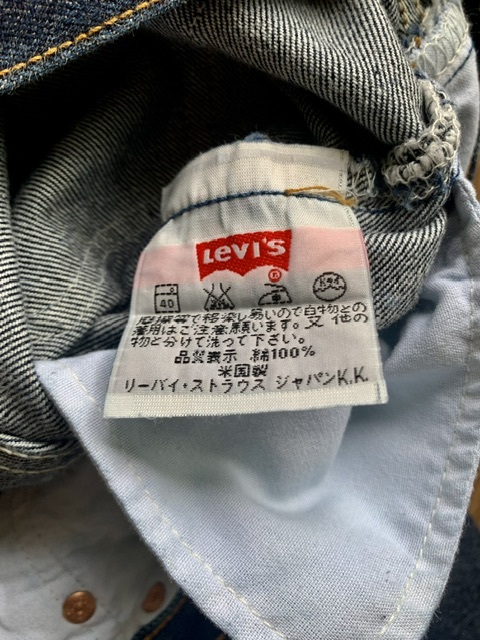 Levi's
®
40
摩擦等で移染し易いので白物との
着用はご注意願います。又他の
物と分けて洗って下さい。
品質表示 綿100%
米国製
リーバイ・ストラウス ジャパンK.K.